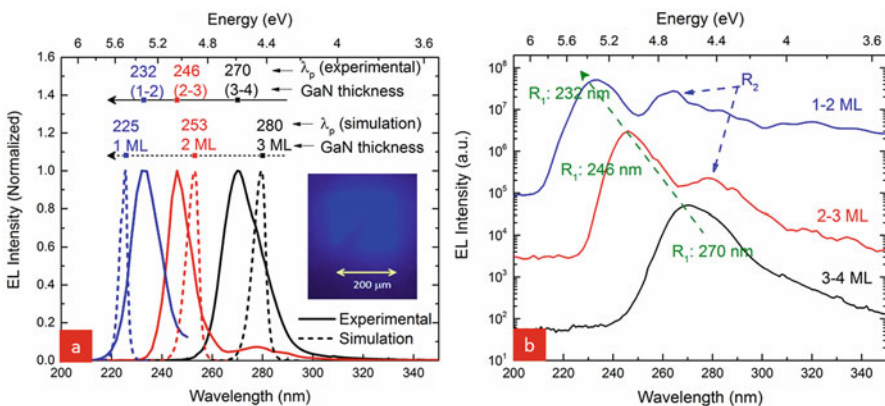 Energy (eV)
6 5.6 5.2 4.8 4.4 4 3.6
EL Intensity (Normalized)
1.6
1.4
1.2
1.0
0.8
0.6
0.4
0.2
0.0
232 246 270 λp (experimental)
(1-2) (2-3) (3-4) GaN thickness
225 253 280 λp (simulation)
1 ML 2 ML 3 ML GaN thickness
200 μm
Experimental
Simulation
a
200 220 240 260 280 300 320 340
Wavelength (nm)
Energy (eV)
6 5.6 5.2 4.8 4.4 4 3.6
EL Intensity (a.u.)
10⁸
10⁷
10⁶
10⁵
10⁴
10³
10²
10¹
R₁: 232 nm
R₂
1-2 ML
R₁: 246 nm
2-3 ML
R₁: 270 nm
3-4 ML
b
200 220 240 260 280 300 320 340
Wavelength (nm)